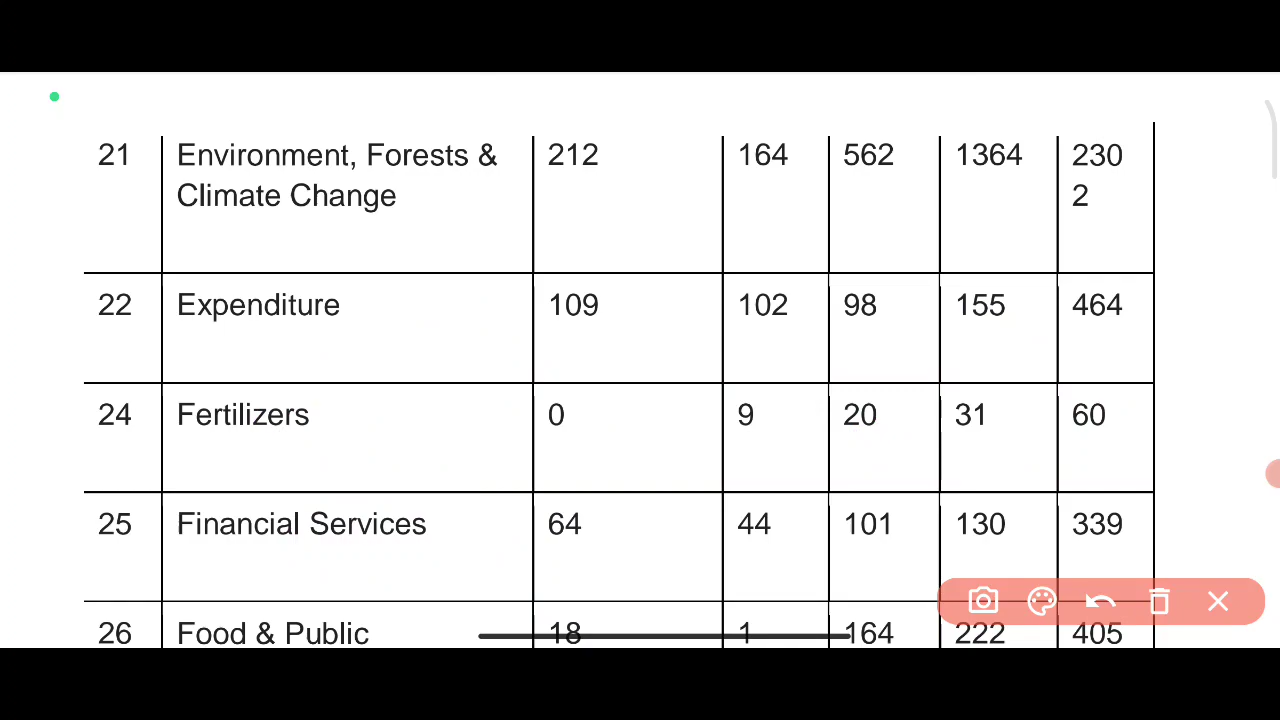 21 Environment, Forests & 212 164 562 1364 230
Climate Change 2
22 Expenditure 109 102 98 155 464
24 Fertilizers 0 9 20 31 60
25 Financial Services 64 44 101 130 339
26 Food & Public 18 1 164 222 405